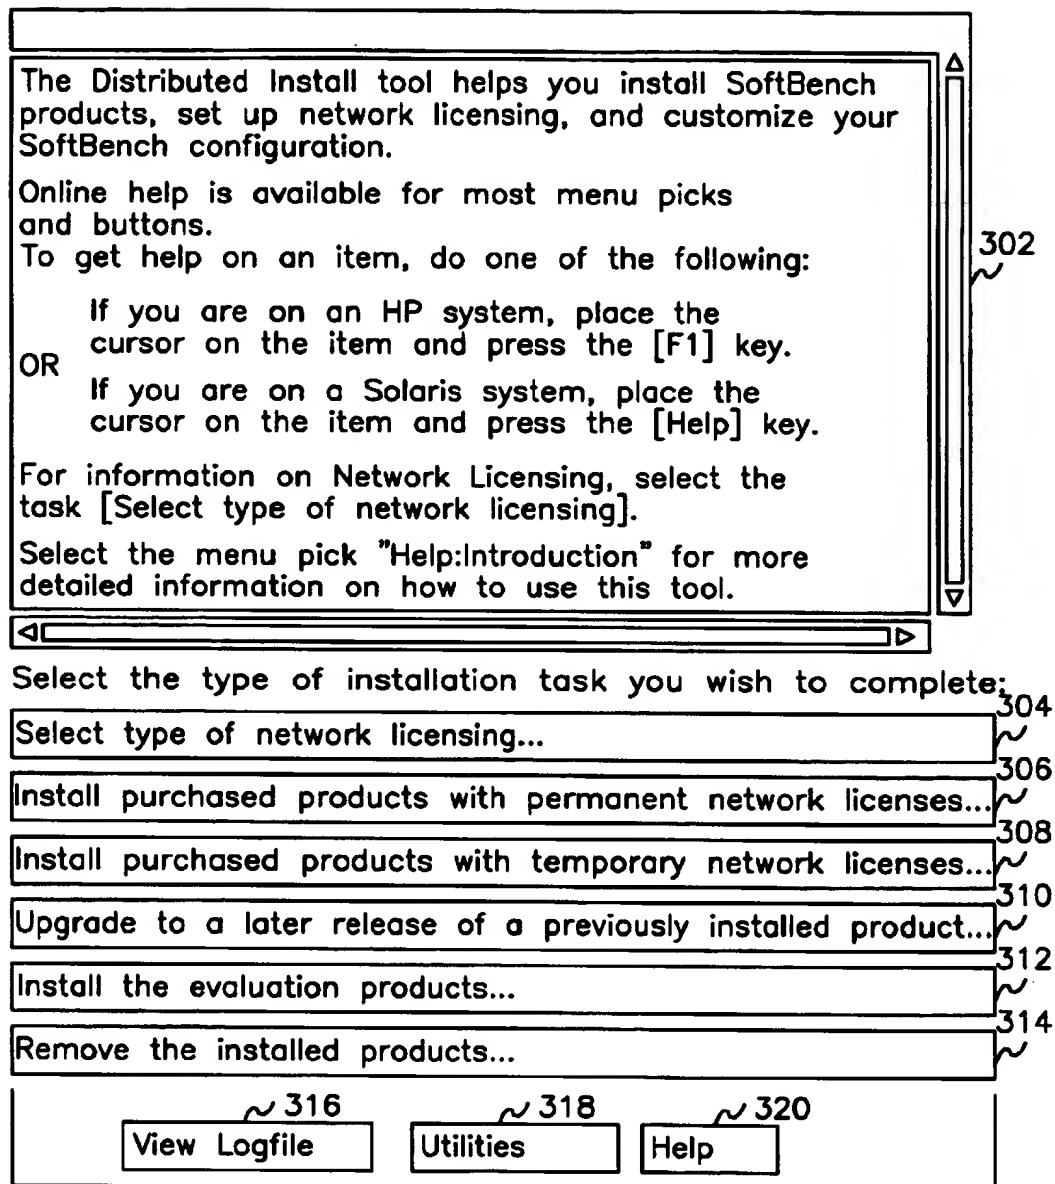 The Distributed Install tool helps you install SoftBench
products, set up network licensing, and customize your
SoftBench configuration.
Online help is available for most menu picks
and buttons.
To get help on an item, do one of the following:
If you are on an HP system, place the
cursor on the item and press the [F1] key.
OR
If you are on a Solaris system, place the
cursor on the item and press the [Help] key.
For information on Network Licensing, select the
task [Select type of network licensing].
Select the menu pick "Help:Introduction" for more
detailed information on how to use this tool.
302
Select the type of installation task you wish to complete:
304
Select type of network licensing...
306
Install purchased products with permanent network licenses...
308
Install purchased products with temporary network licenses...
310
Upgrade to a later release of a previously installed product...
312
Install the evaluation products...
314
Remove the installed products...
316 318 320
View Logfile Utilities Help